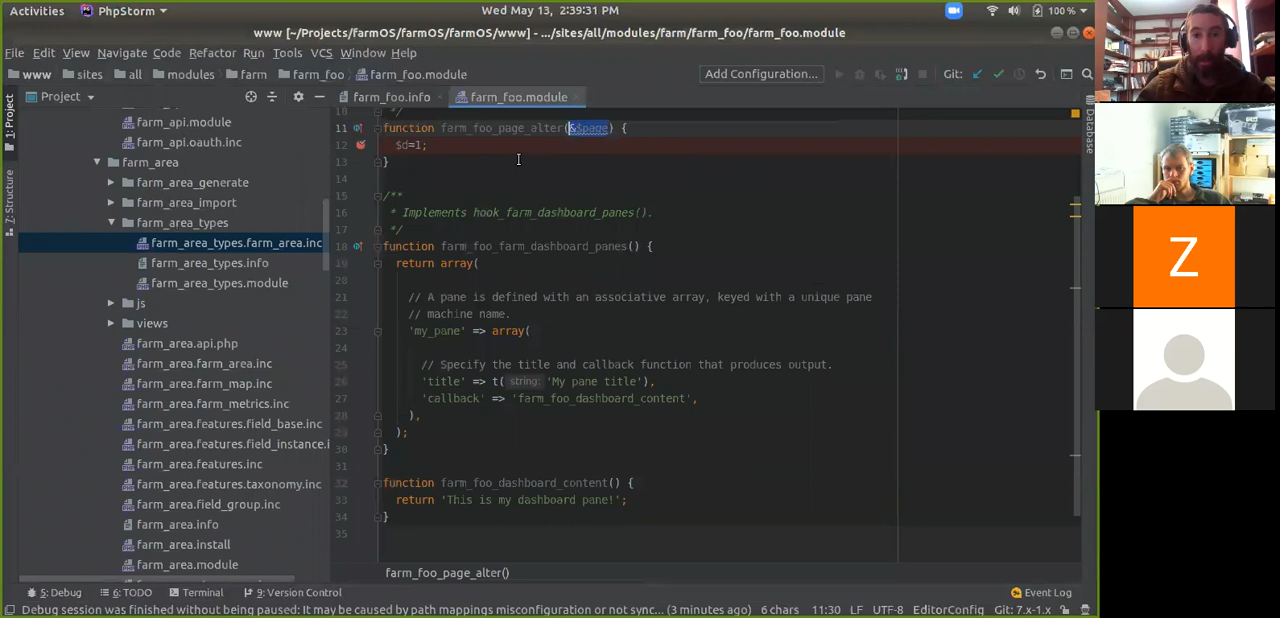 Activities PhpStorm Wed May 13, 2:39:31 PM 100 %
www [~/Projects/farmOS/farmOS/farmOS/www] - .../sites/all/modules/farm/farm_foo/farm_foo.module
File Edit View Navigate Code Refactor Run Tools VCS Window Help
www sites all modules farm farm_foo farm_foo.module Add Configuration... Git:
Project farm_foo.info farm_foo.module
1: Project
7: Structure
Database
farm_api.module
farm_api.oauth.inc
farm_area
farm_area_generate
farm_area_import
farm_area_types
farm_area_types.farm_area.inc
farm_area_types.info
farm_area_types.module
js
views
farm_area.api.php
farm_area.farm_area.inc
farm_area.farm_map.inc
farm_area.farm_metrics.inc
farm_area.features.field_base.inc
farm_area.features.field_instance.i
farm_area.features.inc
farm_area.features.taxonomy.inc
farm_area.field_group.inc
farm_area.info
farm_area.install
farm_area.module
10 */
11 function farm_foo_page_alter(&$page) {
12 $d=1;
13 }
14
15 /**
16 * Implements hook_farm_dashboard_panes().
17 */
18 function farm_foo_farm_dashboard_panes() {
19 return array(
20
21 // A pane is defined with an associative array, keyed with a unique pane
22 // machine name.
23 'my_pane' => array(
24
25 // Specify the title and callback function that produces output.
26 'title' => t( string: 'My pane title'),
27 'callback' => 'farm_foo_dashboard_content',
28 ),
29 );
30 }
31
32 function farm_foo_dashboard_content() {
33 return 'This is my dashboard pane!';
34 }
35
farm_foo_page_alter()
5: Debug 6: TODO Terminal 9: Version Control Event Log
Debug session was finished without being paused: It may be caused by path mappings misconfiguration or not sync... (3 minutes ago) 6 chars 11:30 LF UTF-8 EditorConfig Git: 7.x-1.x
Z